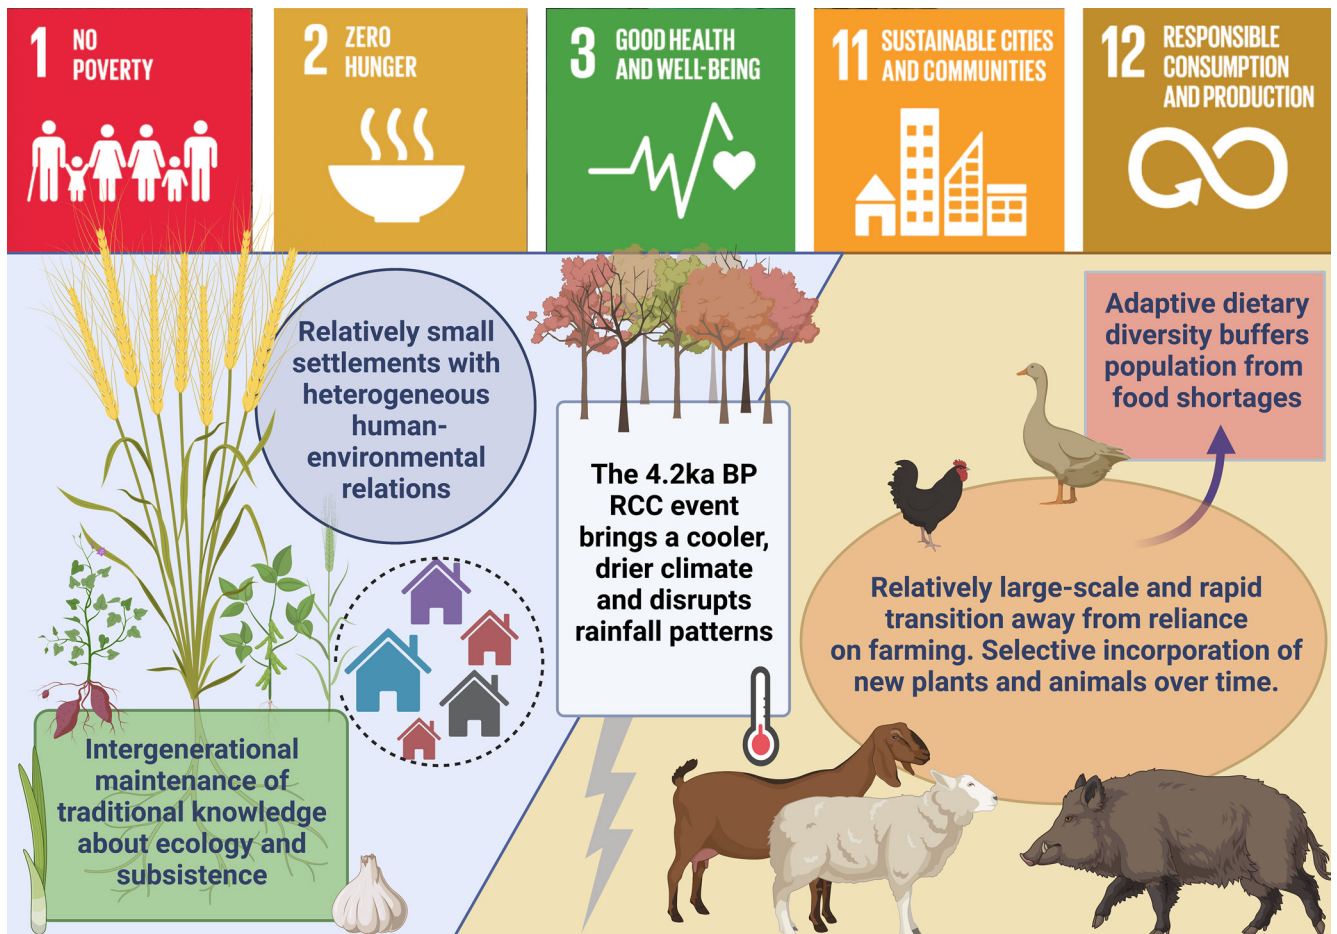 1 NO
POVERTY
2 ZERO
HUNGER
3 GOOD HEALTH
AND WELL-BEING
11 SUSTAINABLE CITIES
AND COMMUNITIES
12 RESPONSIBLE
CONSUMPTION
AND PRODUCTION
Relatively small
settlements with
heterogeneous
human-
environmental
relations
Intergenerational
maintenance of
traditional knowledge
about ecology and
subsistence
The 4.2ka BP
RCC event
brings a cooler,
drier climate
and disrupts
rainfall patterns
Adaptive dietary
diversity buffers
population from
food shortages
Relatively large-scale and rapid
transition away from reliance
on farming. Selective incorporation of
new plants and animals over time.